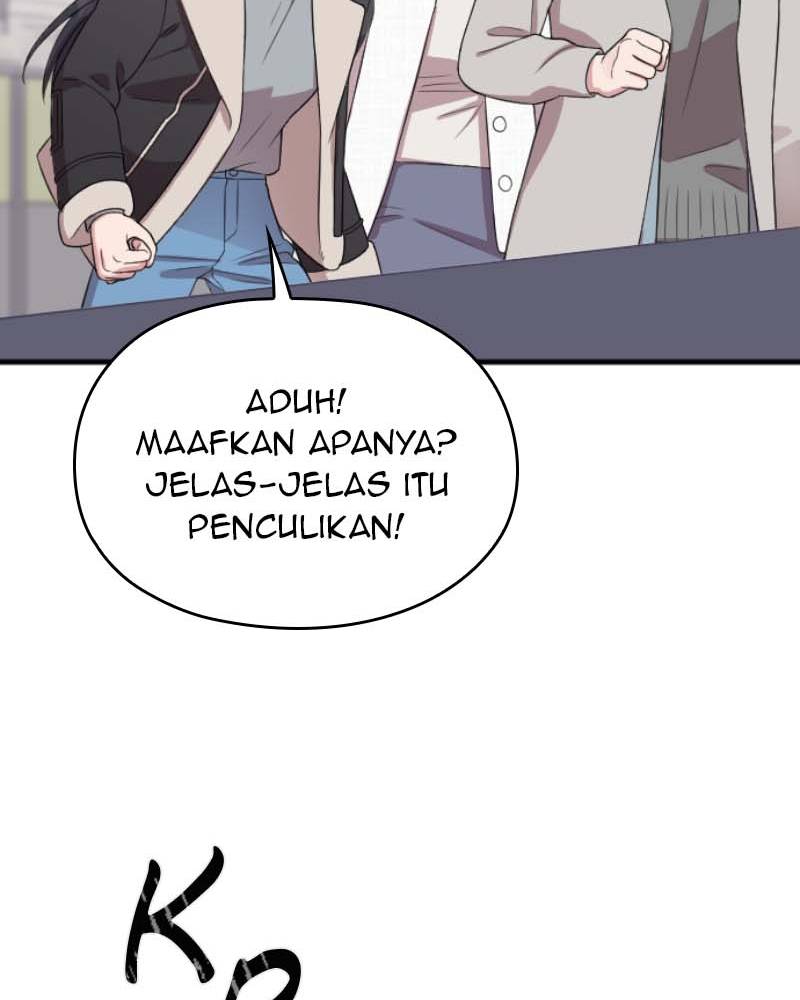 ADUH!
MAAFKAN APANYA?
JELAS-JELAS ITU
PENCULIKAN!
K